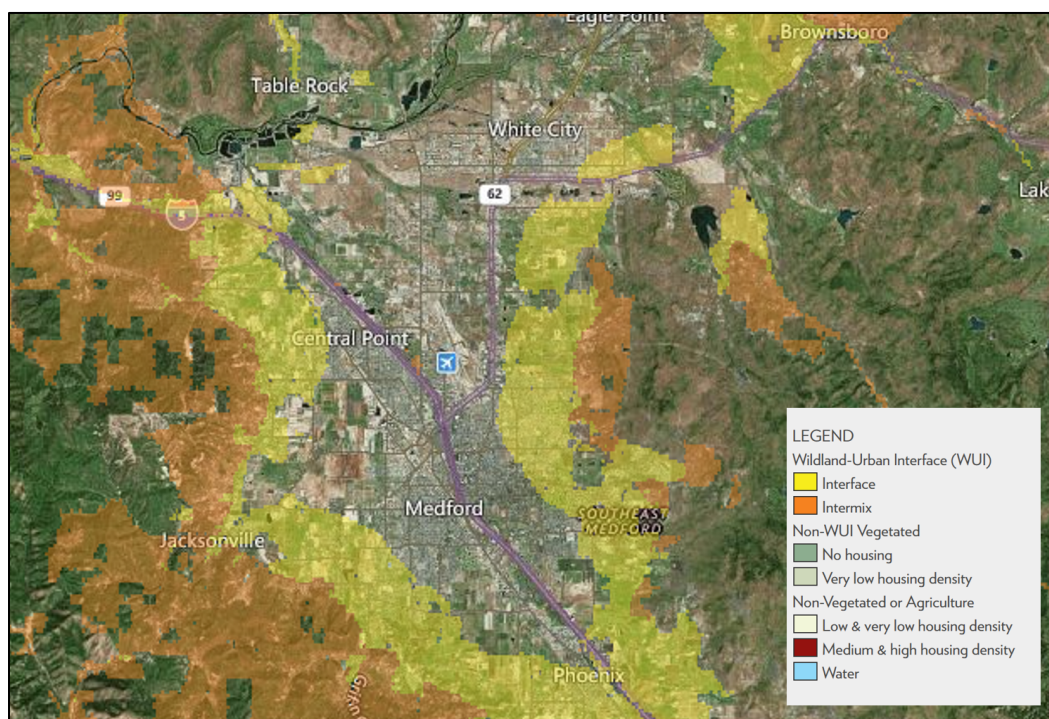 Eagle Point
Brownsboro
Table Rock
White City
99
62
5
Lak
Central Point
Medford
SOUTHEAST
MEDFORD
Jacksonville
Phoenix
LEGEND
Wildland-Urban Interface (WUI)
Interface
Intermix
Non-WUI Vegetated
No housing
Very low housing density
Non-Vegetated or Agriculture
Low & very low housing density
Medium & high housing density
Water